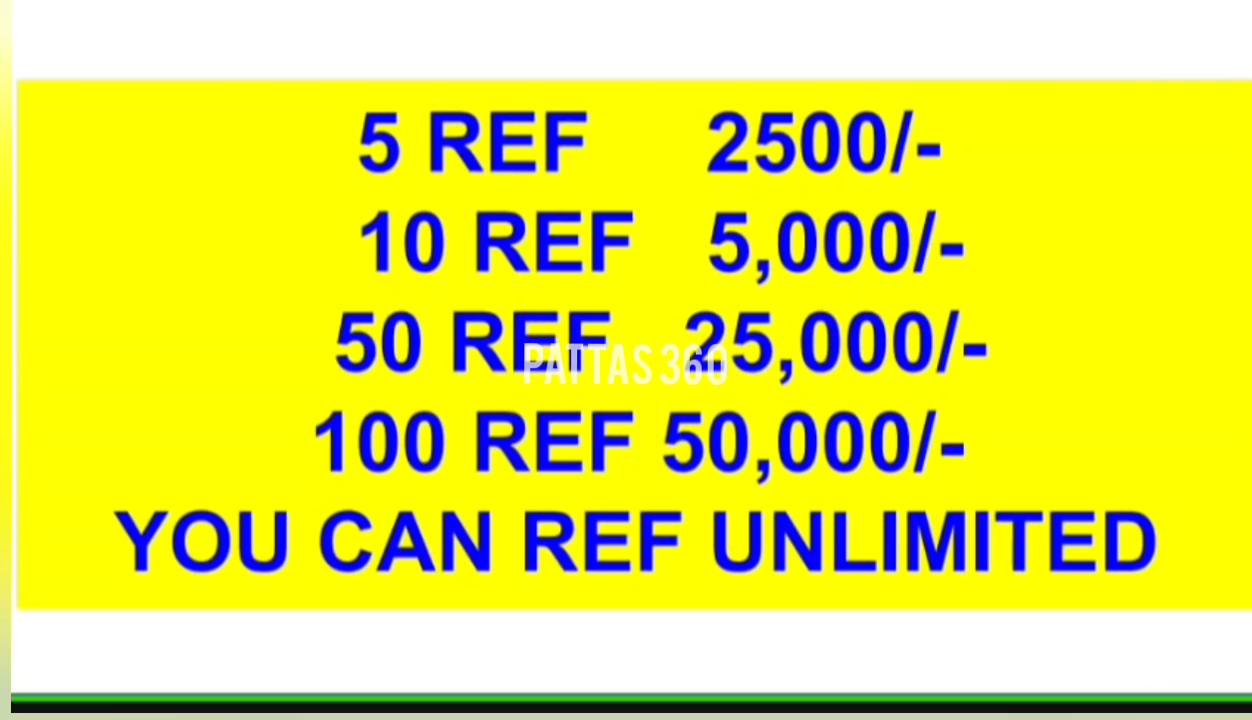 5 REF 2500/-
10 REF 5,000/-
50 REF 25,000/-
PATTAS 360
100 REF 50,000/-
YOU CAN REF UNLIMITED